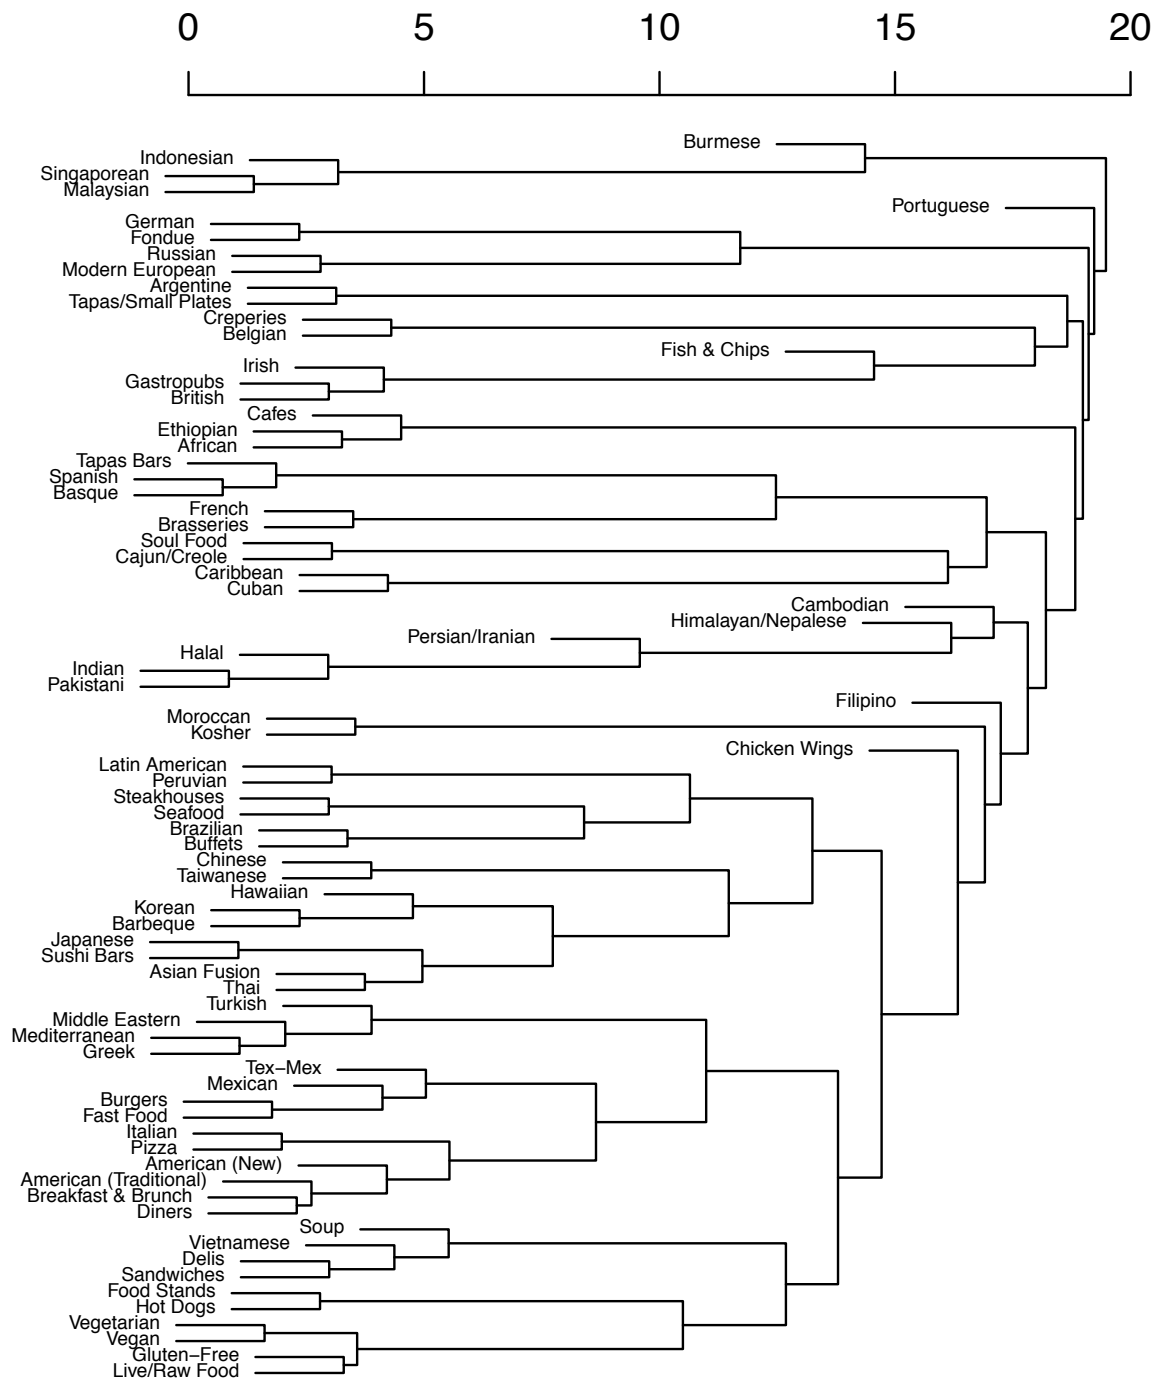 0 5 10 15 20
Burmese
Indonesian
Singaporean
Malaysian
Portuguese
German
Fondue
Russian
Modern European
Argentine
Tapas/Small Plates
Creperies
Belgian
Fish & Chips
Irish
Gastropubs
British
Cafes
Ethiopian
African
Tapas Bars
Spanish
Basque
French
Brasseries
Soul Food
Cajun/Creole
Caribbean
Cuban
Cambodian
Himalayan/Nepalese
Persian/Iranian
Halal
Indian
Pakistani
Filipino
Moroccan
Kosher
Chicken Wings
Latin American
Peruvian
Steakhouses
Seafood
Brazilian
Buffets
Chinese
Taiwanese
Hawaiian
Korean
Barbeque
Japanese
Sushi Bars
Asian Fusion
Thai
Turkish
Middle Eastern
Mediterranean
Greek
Tex−Mex
Mexican
Burgers
Fast Food
Italian
Pizza
American (New)
American (Traditional)
Breakfast & Brunch
Diners
Soup
Vietnamese
Delis
Sandwiches
Food Stands
Hot Dogs
Vegetarian
Vegan
Gluten−Free
Live/Raw Food